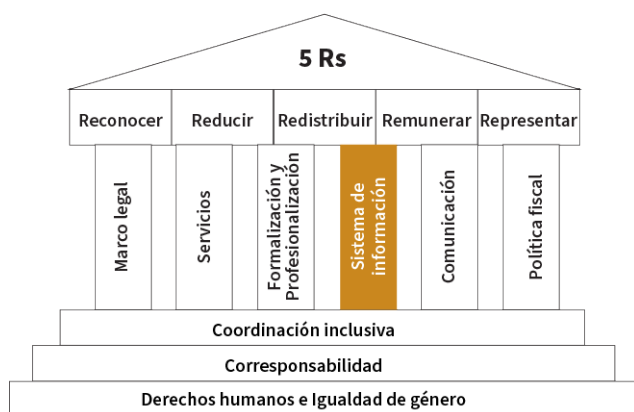 5 Rs
Reconocer
Reducir
Redistribuir
Remunerar
Representar
Marco legal
Servicios
Formalización y
Profesionalización
Sistema de
información
Comunicación
Política fiscal
Coordinación inclusiva
Corresponsabilidad
Derechos humanos e Igualdad de género